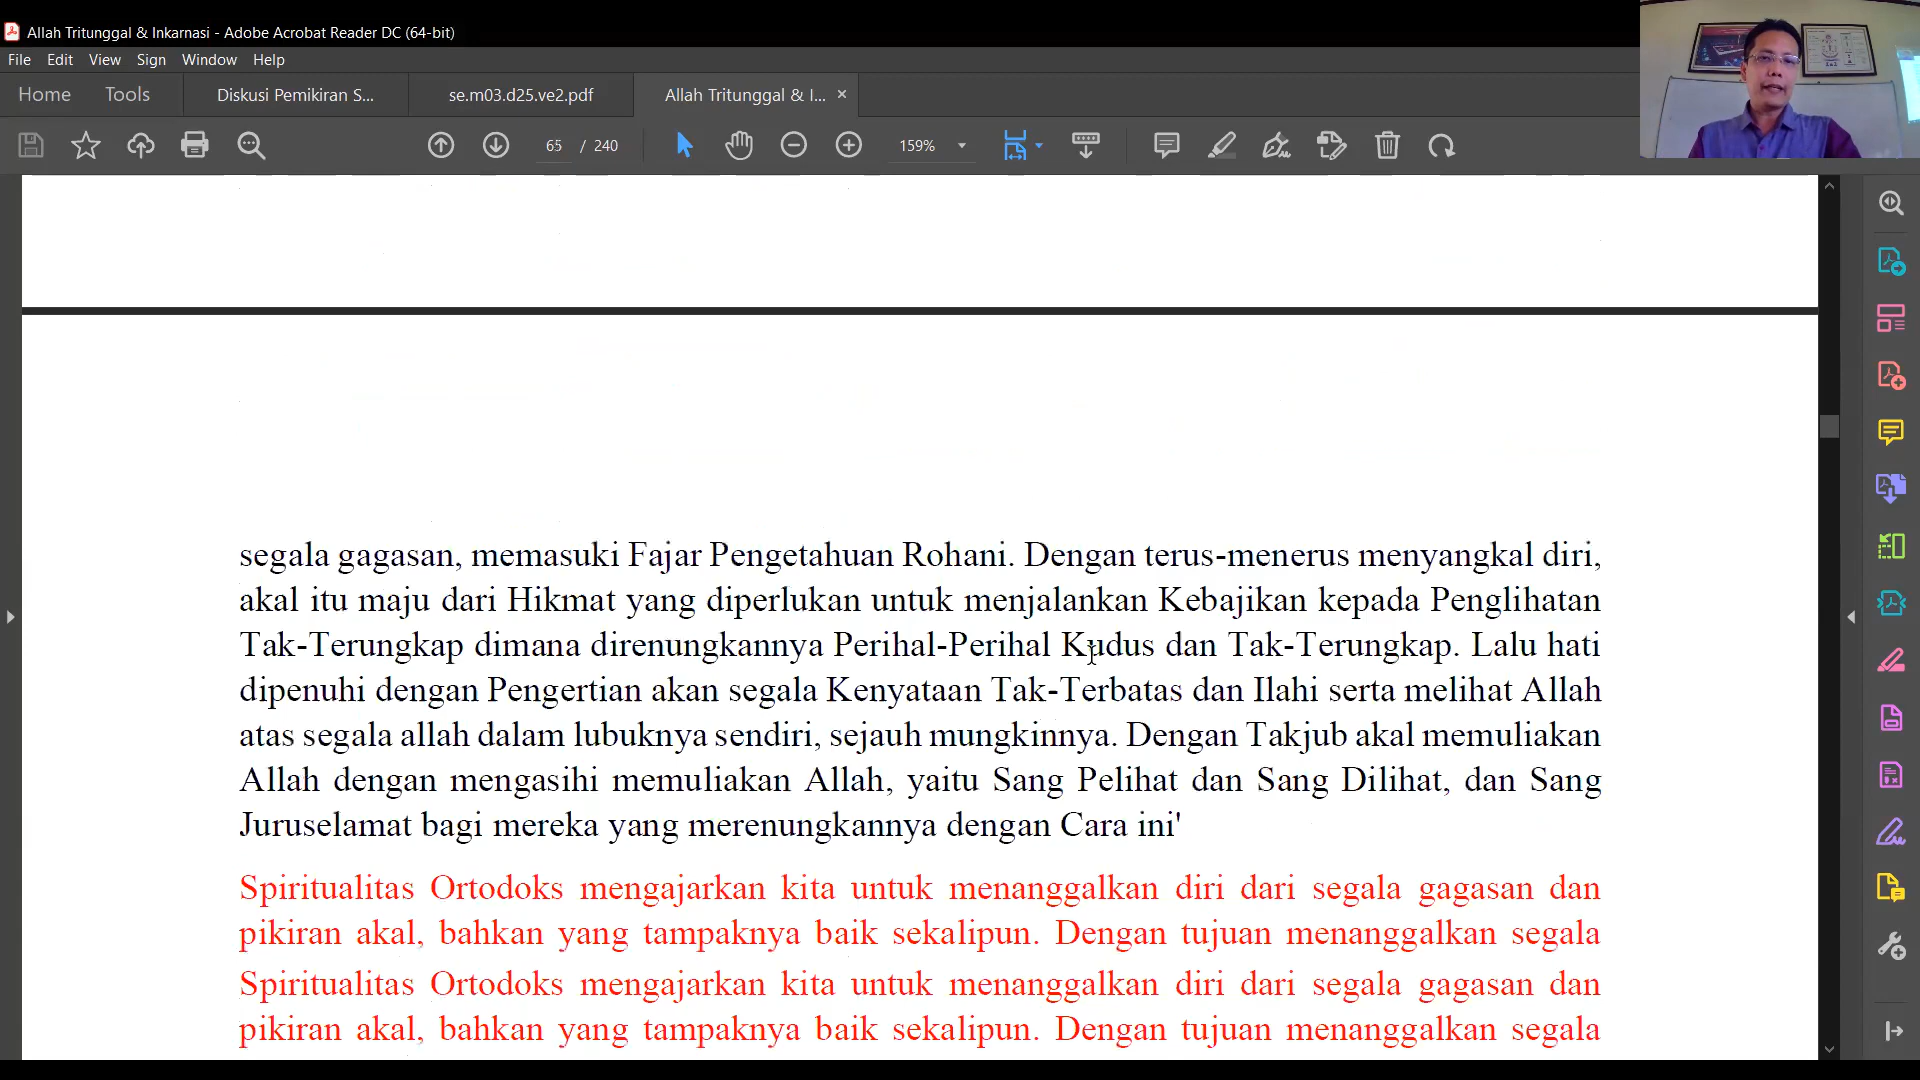 Allah Tritunggal & Inkarnasi - Adobe Acrobat Reader DC (64-bit)
File Edit View Sign Window Help
Home Tools Diskusi Pemikiran S... se.m03.d25.ve2.pdf Allah Tritunggal & I... ×
65 / 240 159%
segala gagasan, memasuki Fajar Pengetahuan Rohani. Dengan terus-menerus menyangkal diri,
akal itu maju dari Hikmat yang diperlukan untuk menjalankan Kebajikan kepada Penglihatan
Tak-Terungkap dimana direnungkannya Perihal-Perihal Kudus dan Tak-Terungkap. Lalu hati
dipenuhi dengan Pengertian akan segala Kenyataan Tak-Terbatas dan Ilahi serta melihat Allah
atas segala allah dalam lubuknya sendiri, sejauh mungkinnya. Dengan Takjub akal memuliakan
Allah dengan mengasihi memuliakan Allah, yaitu Sang Pelihat dan Sang Dilihat, dan Sang
Juruselamat bagi mereka yang merenungkannya dengan Cara ini'
Spiritualitas Ortodoks mengajarkan kita untuk menanggalkan diri dari segala gagasan dan
pikiran akal, bahkan yang tampaknya baik sekalipun. Dengan tujuan menanggalkan segala
Spiritualitas Ortodoks mengajarkan kita untuk menanggalkan diri dari segala gagasan dan
pikiran akal, bahkan yang tampaknya baik sekalipun. Dengan tujuan menanggalkan segala